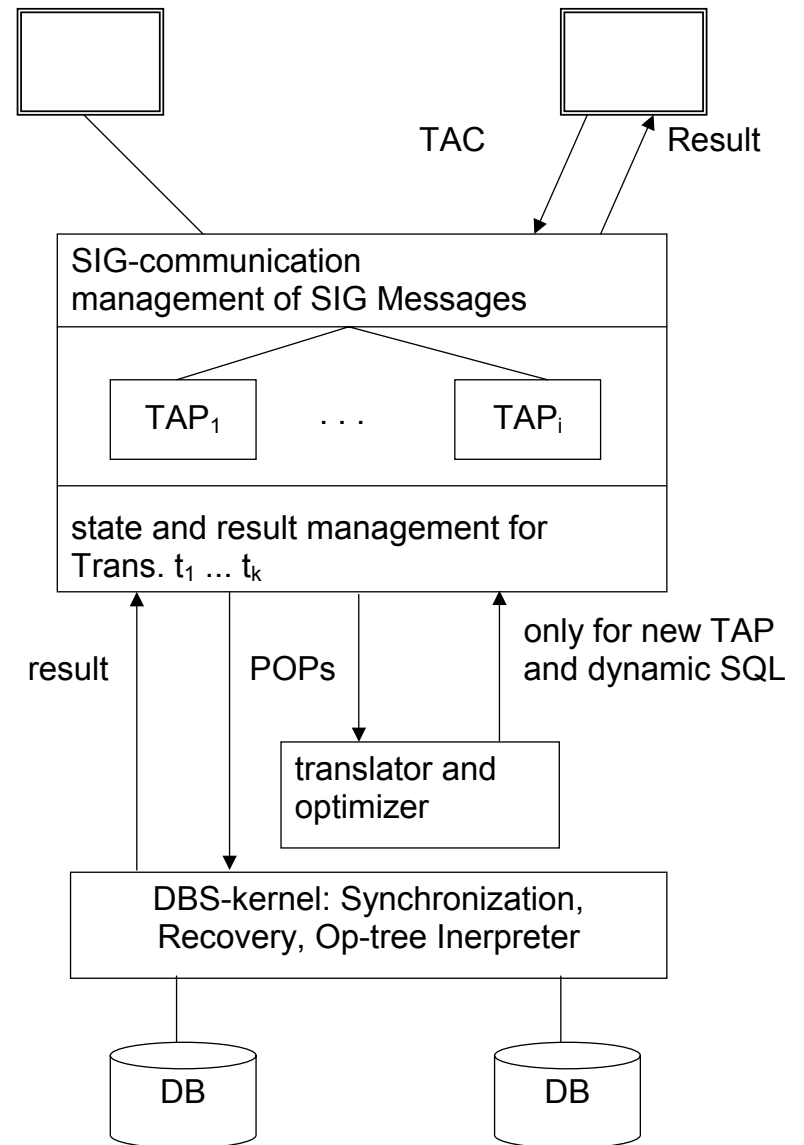 TAC
Result
SIG-communication
management of SIG Messages
TAP₁
. . .
TAPᵢ
state and result management for
Trans. t₁ ... tₖ
result
POPs
only for new TAP
and dynamic SQL
translator and
optimizer
DBS-kernel: Synchronization,
Recovery, Op-tree Inerpreter
DB
DB